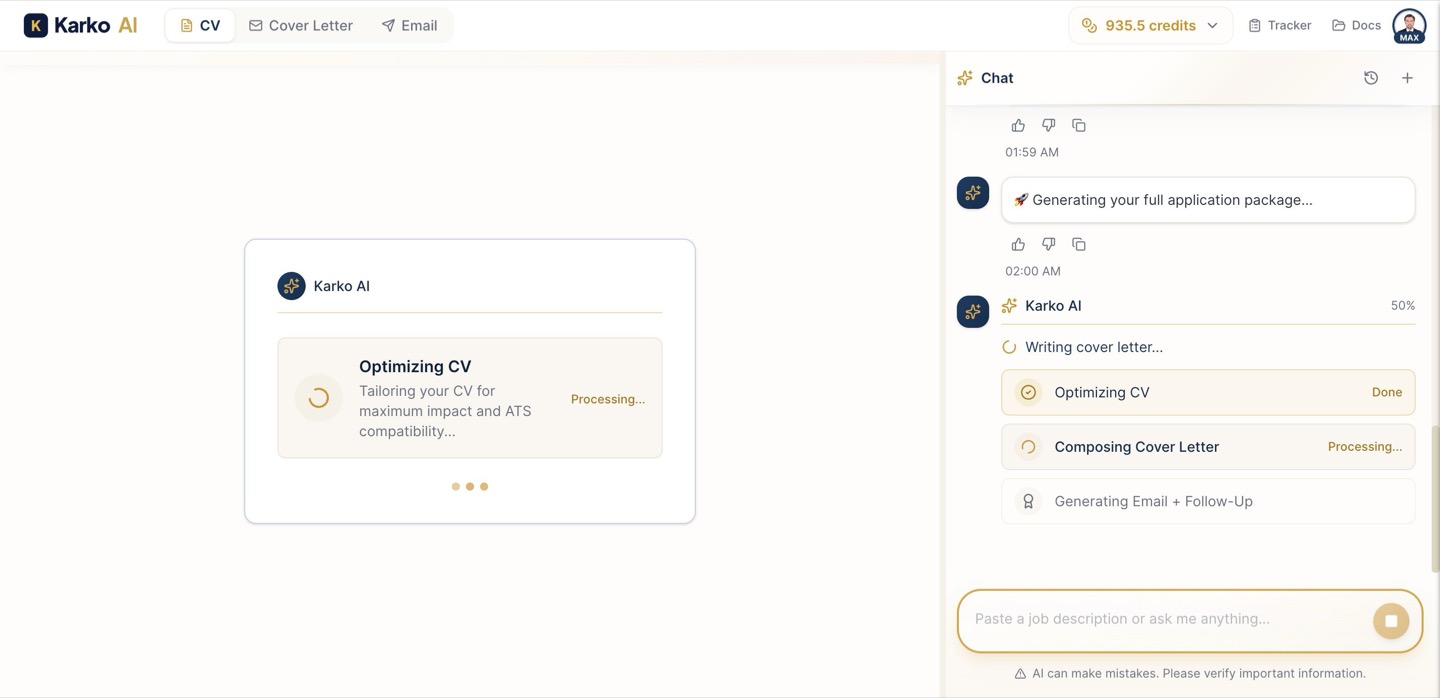 K Karko AI
CV
Cover Letter
Email
935.5 credits
Tracker
Docs
MAX
Chat
01:59 AM
🚀 Generating your full application package...
02:00 AM
Karko AI
50%
Writing cover letter...
Optimizing CV
Done
Composing Cover Letter
Processing...
Generating Email + Follow-Up
Karko AI
Optimizing CV
Tailoring your CV for
maximum impact and ATS
compatibility...
Processing...
Paste a job description or ask me anything...
AI can make mistakes. Please verify important information.